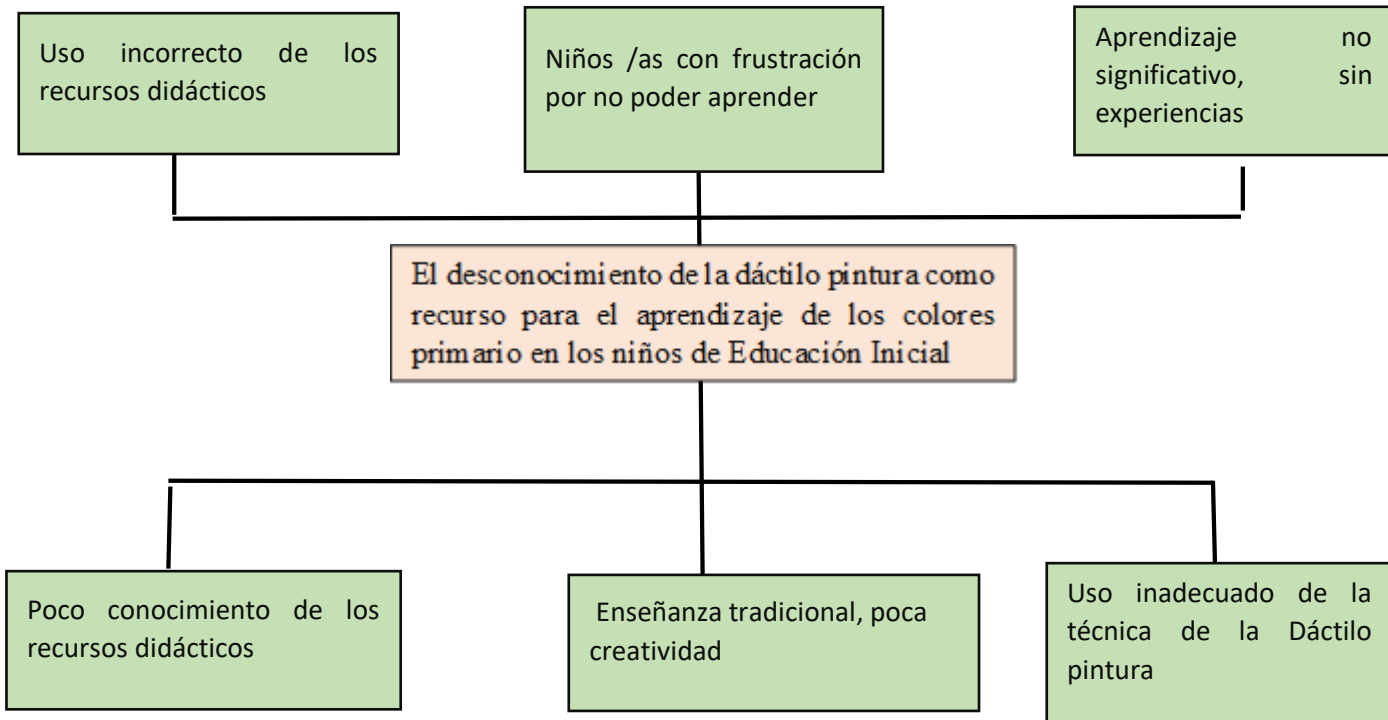 Uso incorrecto de los
recursos didácticos
Niños /as con frustración
por no poder aprender
Aprendizaje no
significativo, sin
experiencias
El desconocimiento de la dáctilo pintura como
recurso para el aprendizaje de los colores
primario en los niños de Educación Inicial
Poco conocimiento de los
recursos didácticos
Enseñanza tradicional, poca
creatividad
Uso inadecuado de la
técnica de la Dáctilo
pintura